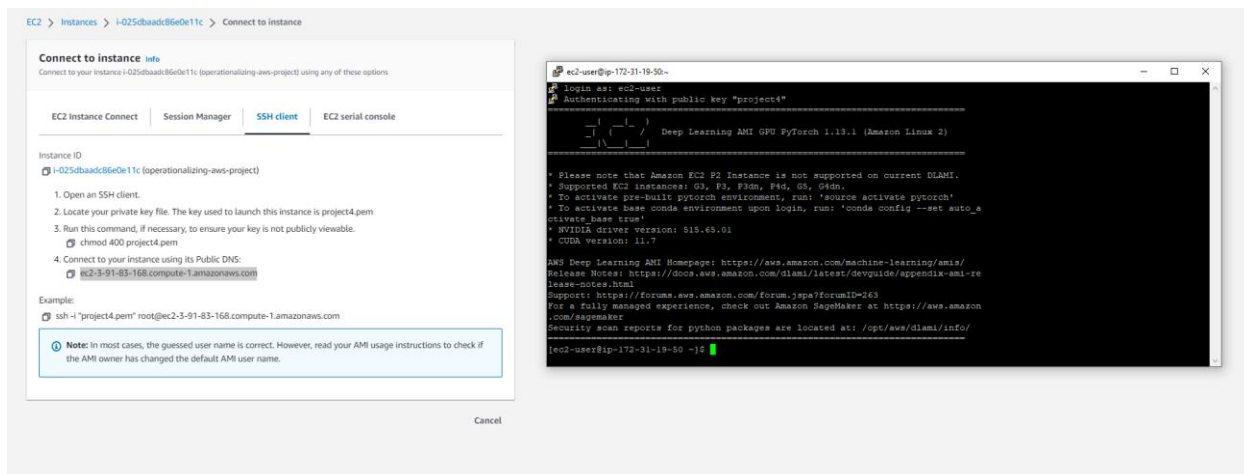 EC2 > Instances > i-025dbaadc86e0e11c > Connect to instance
Connect to instance Info
Connect to your instance i-025dbaadc86e0e11c (operationalizing-aws-project) using any of these options
EC2 Instance Connect
Session Manager
SSH client
EC2 serial console
Instance ID
i-025dbaadc86e0e11c (operationalizing-aws-project)
1. Open an SSH client.
2. Locate your private key file. The key used to launch this instance is project4.pem
3. Run this command, if necessary, to ensure your key is not publicly viewable.
chmod 400 project4.pem
4. Connect to your instance using its Public DNS:
ec2-3-91-83-168.compute-1.amazonaws.com
Example:
ssh -i "project4.pem" root@ec2-3-91-83-168.compute-1.amazonaws.com
Note: In most cases, the guessed user name is correct. However, read your AMI usage instructions to check if
the AMI owner has changed the default AMI user name.
Cancel
ec2-user@ip-172-31-19-50:~
login as: ec2-user
Authenticating with public key "project4"
Deep Learning AMI GPU PyTorch 1.13.1 (Amazon Linux 2)
* Please note that Amazon EC2 P2 Instance is not supported on current DLAMI.
* Supported EC2 instances: G3, P3, P3dn, P4d, G5, G4dn.
* To activate pre-built pytorch environment, run: 'source activate pytorch'
* To activate base conda environment upon login, run: 'conda config --set auto_a
ctivate_base true'
* NVIDIA driver version: 515.65.01
* CUDA version: 11.7
AWS Deep Learning AMI Homepage: https://aws.amazon.com/machine-learning/amis/
Release Notes: https://docs.aws.amazon.com/dlami/latest/devguide/appendix-ami-re
lease-notes.html
Support: https://forums.aws.amazon.com/forum.jspa?forumID=263
For a fully managed experience, check out Amazon SageMaker at https://aws.amazon
.com/sagemaker
Security scan reports for python packages are located at: /opt/aws/dlami/info/
[ec2-user@ip-172-31-19-50 ~]$